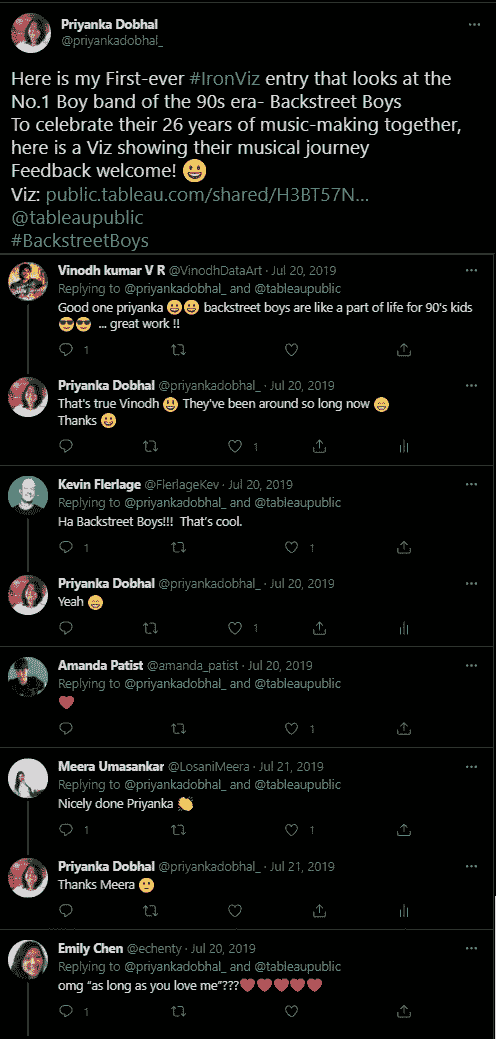 Priyanka Dobhal
@priyankadobhal_
Here is my First-ever #IronViz entry that looks at the
No.1 Boy band of the 90s era- Backstreet Boys
To celebrate their 26 years of music-making together,
here is a Viz showing their musical journey
Feedback welcome! 😀
Viz: public.tableau.com/shared/H3BT57N...
@tableaupublic
#BackstreetBoys
Vinodh kumar V R @VinodhDataArt · Jul 20, 2019
Replying to @priyankadobhal_ and @tableaupublic
Good one priyanka 😀😀 backstreet boys are like a part of life for 90's kids
😎😎 ... great work !!
1
Priyanka Dobhal @priyankadobhal_ · Jul 20, 2019
That's true Vinodh 😃 They've been around so long now 😁
Thanks 😀
1
Kevin Flerlage @FlerlageKev · Jul 20, 2019
Replying to @priyankadobhal_ and @tableaupublic
Ha Backstreet Boys!!! That's cool.
1 1
Priyanka Dobhal @priyankadobhal_ · Jul 20, 2019
Yeah 😁
1
Amanda Patist @amanda_patist · Jul 20, 2019
Replying to @priyankadobhal_ and @tableaupublic
❤
1
Meera Umasankar @LosaniMeera · Jul 21, 2019
Replying to @priyankadobhal_ and @tableaupublic
Nicely done Priyanka 👏
1 1
Priyanka Dobhal @priyankadobhal_ · Jul 21, 2019
Thanks Meera 🙂
Emily Chen @echenty · Jul 20, 2019
Replying to @priyankadobhal_ and @tableaupublic
omg “as long as you love me”???❤❤❤❤❤
1